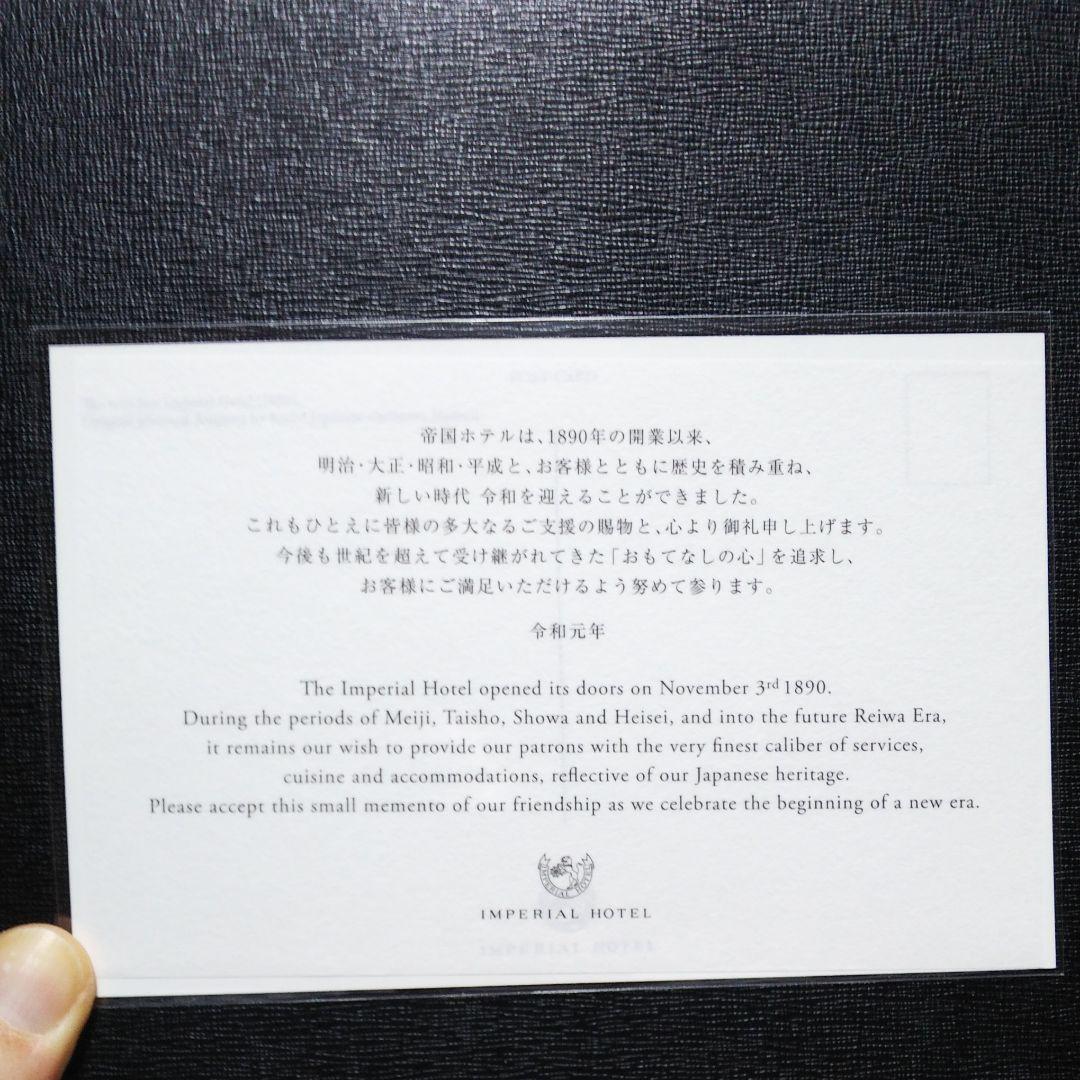 POST CARD
帝国ホテルは、1890年の開業以来、
明治・大正・昭和・平成と、お客様とともに歴史を積み重ね、
新しい時代 令和を迎えることができました。
これもひとえに皆様の多大なるご支援の賜物と、心より御礼申し上げます。
今後も世紀を超えて受け継がれてきた「おもてなしの心」を追求し、
お客様にご満足いただけるよう努めて参ります。
令和元年
The Imperial Hotel opened its doors on November 3rd 1890.
During the periods of Meiji, Taisho, Showa and Heisei, and into the future Reiwa Era,
it remains our wish to provide our patrons with the very finest caliber of services,
cuisine and accommodations, reflective of our Japanese heritage.
Please accept this small memento of our friendship as we celebrate the beginning of a new era.
IMPERIAL HOTEL
IMPERIAL HOTEL
IMPERIAL HOTEL